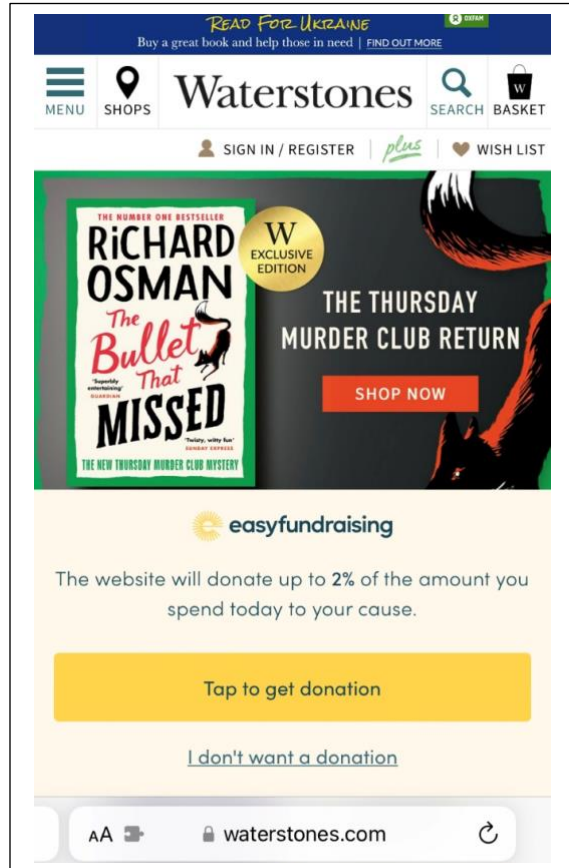 READ FOR UKRAINE
OXFAM
Buy a great book and help those in need | FIND OUT MORE
MENU
SHOPS
Waterstones
SEARCH
W
BASKET
SIGN IN / REGISTER | plus | WISH LIST
THE NUMBER ONE BESTSELLER
RiCHARD
OSMAN
The
Bullet
That
MISSED
'Superbly
entertaining'
GUARDIAN
'Twisty, witty fun'
SUNDAY EXPRESS
THE NEW THURSDAY MURDER CLUB MYSTERY
W
EXCLUSIVE
EDITION
THE THURSDAY
MURDER CLUB RETURN
SHOP NOW
e easyfundraising
The website will donate up to 2% of the amount you
spend today to your cause.
Tap to get donation
I don't want a donation
AA waterstones.com